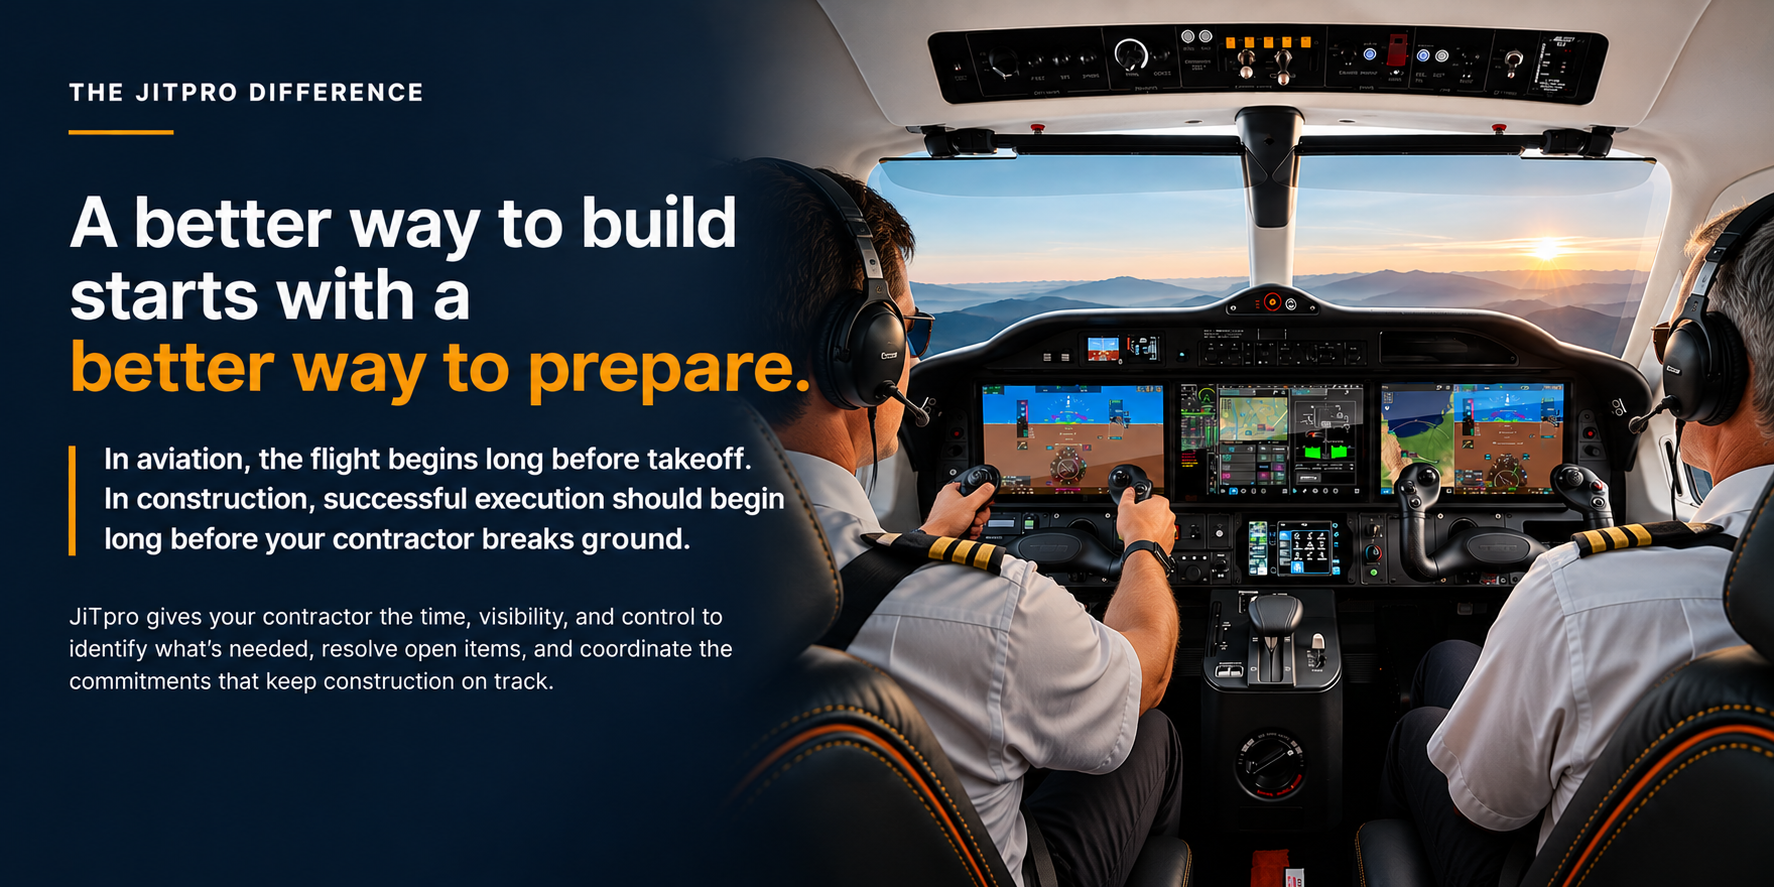 THE JITPRO DIFFERENCE
A better way to build
starts with a
better way to prepare.
In aviation, the flight begins long before takeoff.
In construction, successful execution should begin
long before your contractor breaks ground.
JiTpro gives your contractor the time, visibility, and control to
identify what's needed, resolve open items, and coordinate the
commitments that keep construction on track.